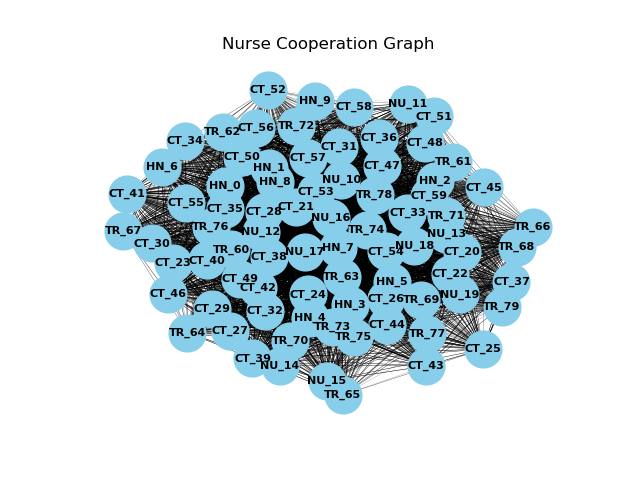 Nurse Cooperation Graph
CT_52
HN_9
CT_58
NU_11
CT_51
CT_56
TR_72
TR_62
CT_34
CT_36
CT_48
CT_31
CT_50
CT_57
TR_61
HN_6
HN_1
CT_47
HN_8
NU_10
HN_2
HN_0
CT_45
CT_41
CT_53
TR_78
CT_59
CT_55
CT_35
CT_28
CT_21
CT_33
TR_71
NU_16
TR_76
TR_66
TR_67
NU_12
TR_74
NU_13
CT_30
TR_60
NU_17
HN_7
NU_18
TR_68
CT_38
CT_54
CT_20
CT_23
CT_40
CT_49
TR_63
CT_22
CT_42
HN_5
CT_37
CT_46
CT_24
NU_19
CT_26
TR_69
HN_3
CT_29
CT_32
TR_79
HN_4
CT_27
TR_73
CT_44
TR_64
TR_77
TR_75
TR_70
CT_25
CT_39
NU_14
CT_43
NU_15
TR_65